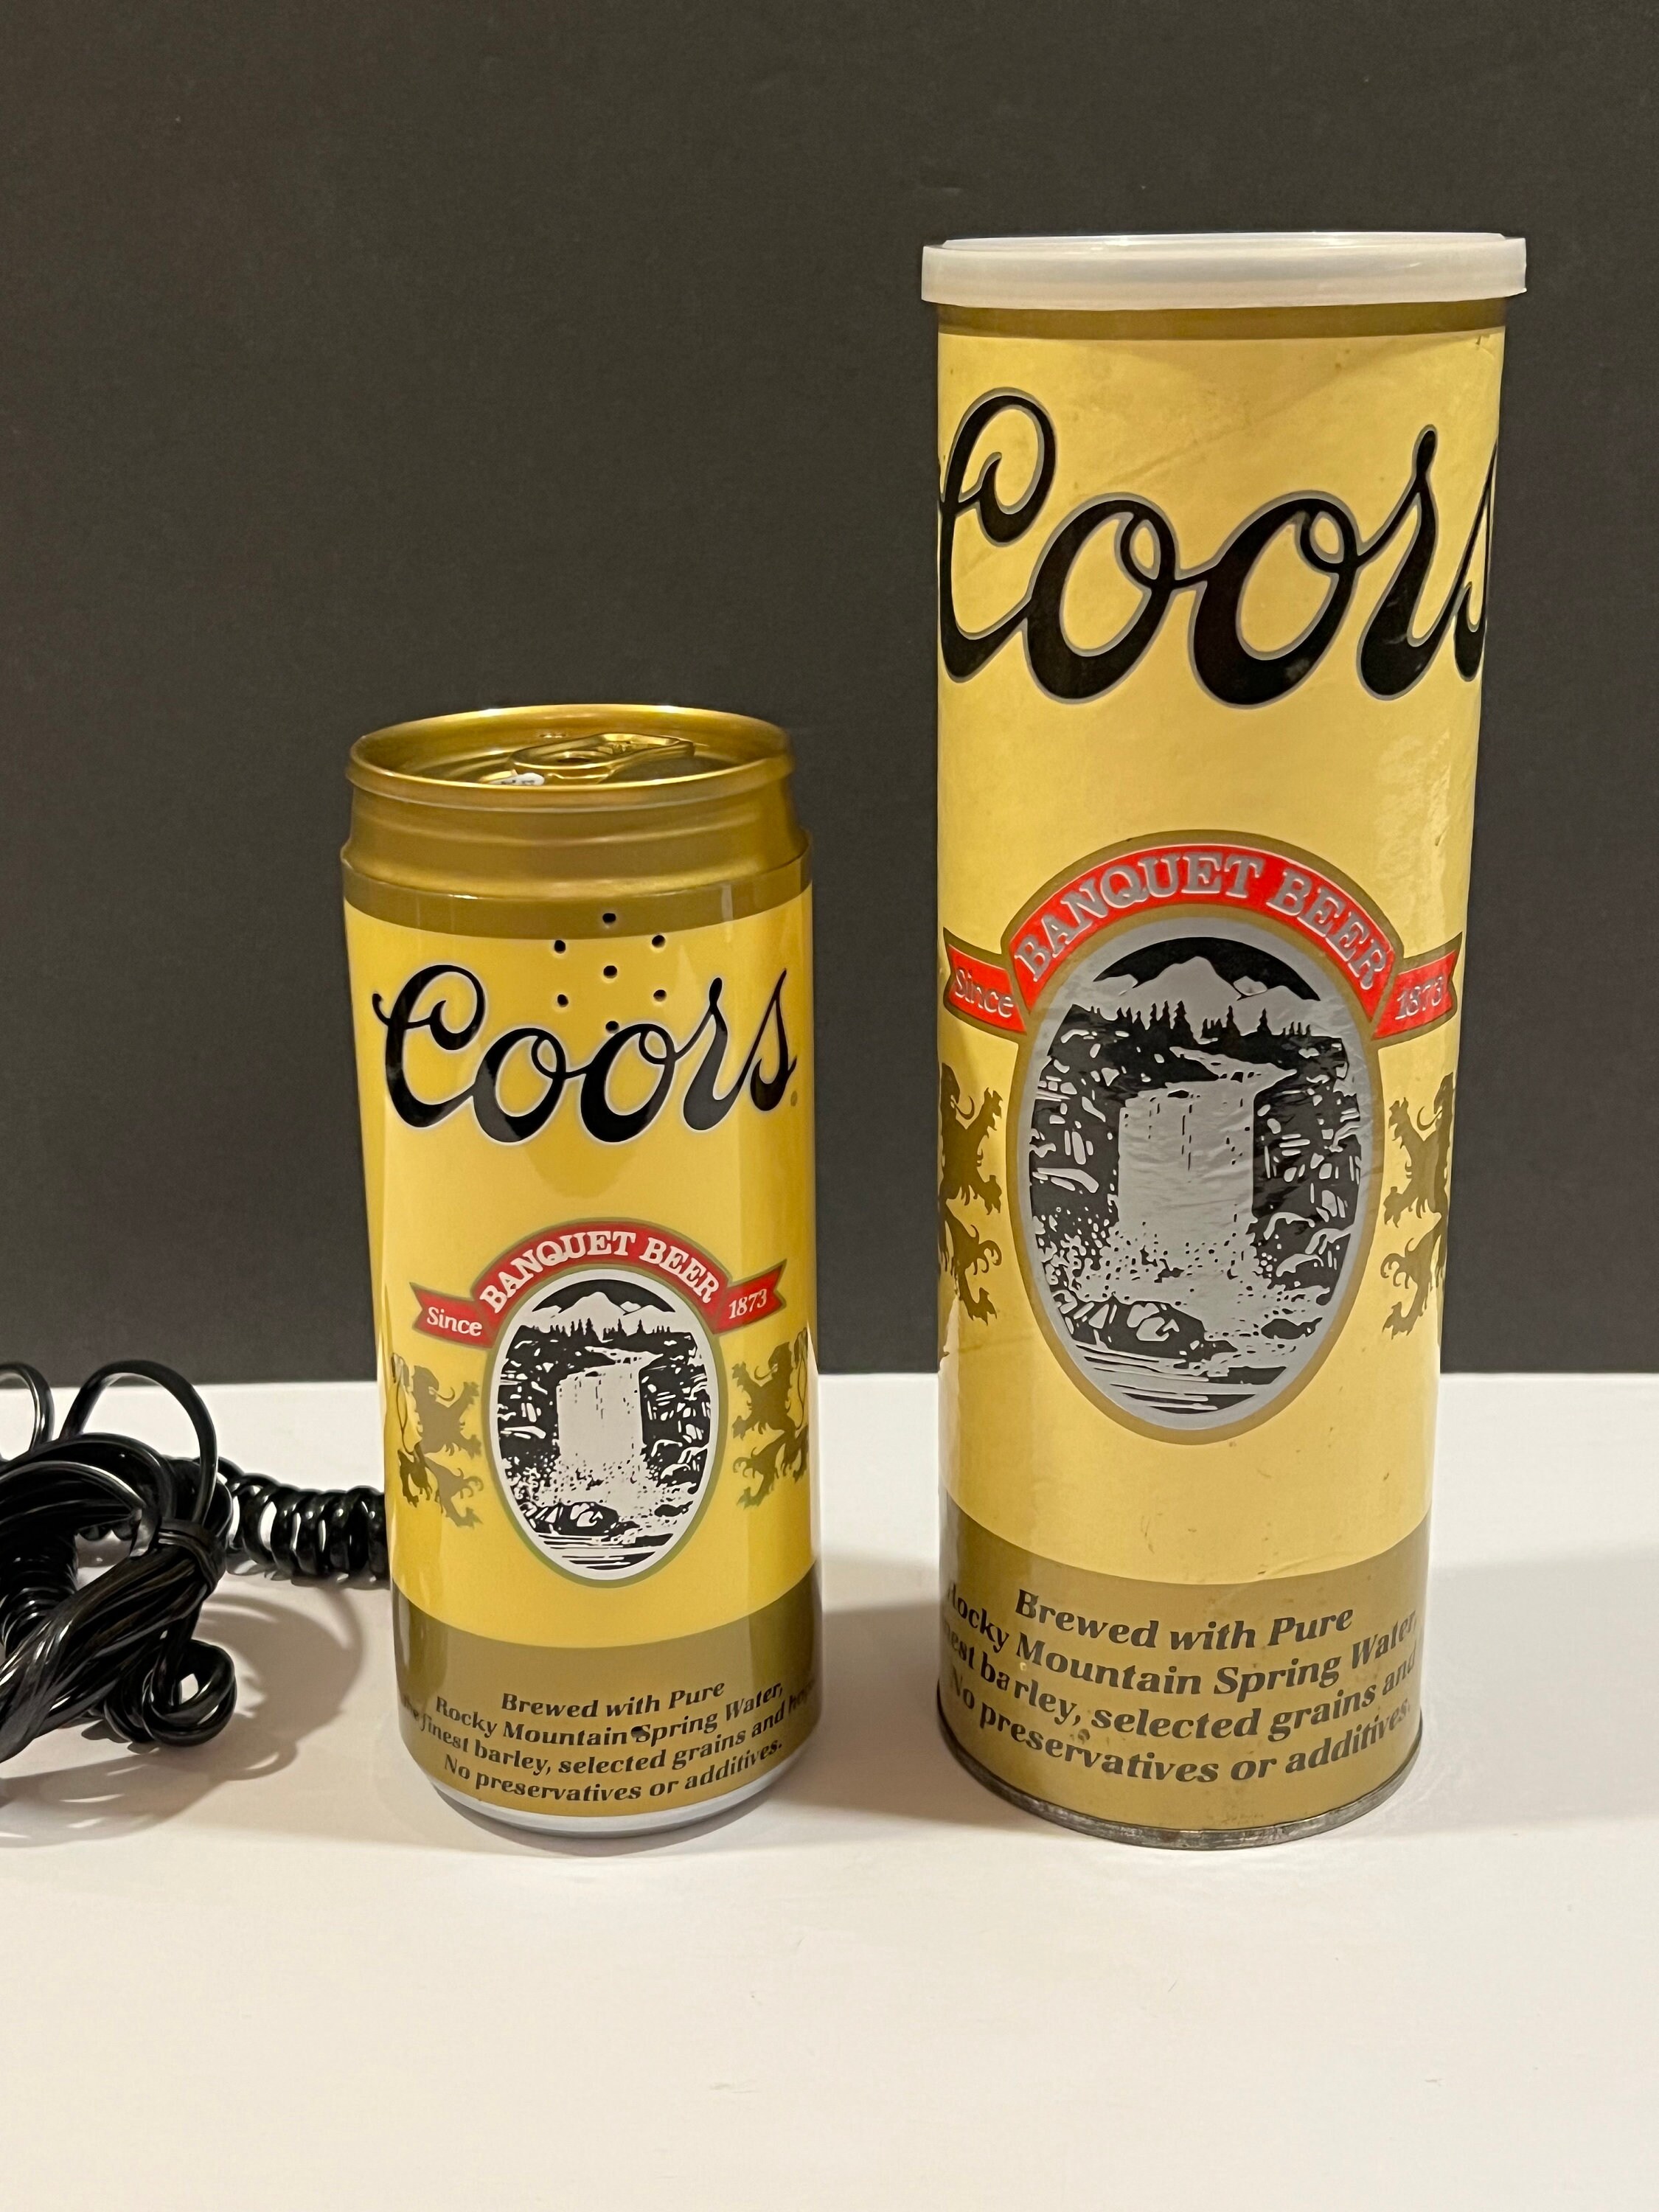 Coors
BANQUET BEER
Since 1873
Brewed with Pure
Rocky Mountain Spring Water,
finest barley, selected grains and
No preservatives or additives.
Coors
BANQUET BEER
Since 1873
Brewed with Pure
Rocky Mountain Spring Water,
barley, selected grains and
No preservatives or additives.